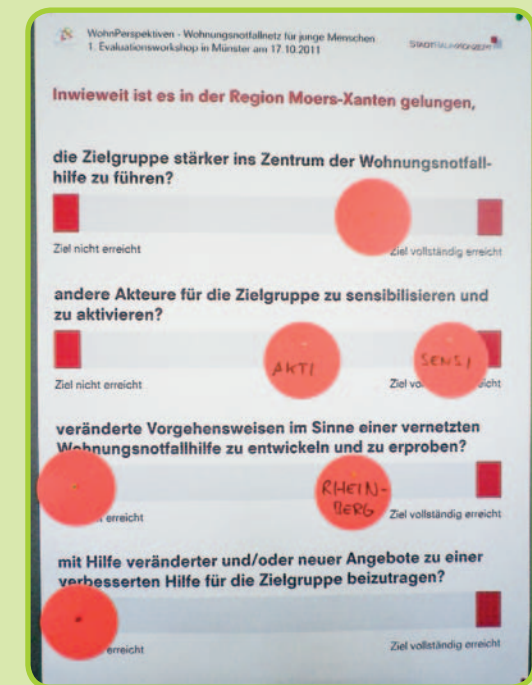 WohnPerspektiven - Wohnungsnotfallnetz für junge Menschen
1. Evaluationsworkshop in Münster am 17.10.2011
Inwieweit ist es in der Region Moers-Xanten gelungen,
die Zielgruppe stärker ins Zentrum der Wohnungsnotfall-
hilfe zu führen?
Ziel nicht erreicht
Ziel vollständig erreicht
andere Akteure für die Zielgruppe zu sensibilisieren und
zu aktivieren?
AKTI
SENSI
Ziel nicht erreicht
Ziel
veränderte Vorgehensweisen im Sinne einer vernetzten
Wohnungsnotfallhilfe zu entwickeln und zu erproben?
RHEIN-
BERG
erreicht
Ziel vollständig erreicht
mit Hilfe veränderter und/oder neuer Angebote zu einer
verbesserten Hilfe für die Zielgruppe beizutragen?
erreicht
Ziel vollständig erreicht